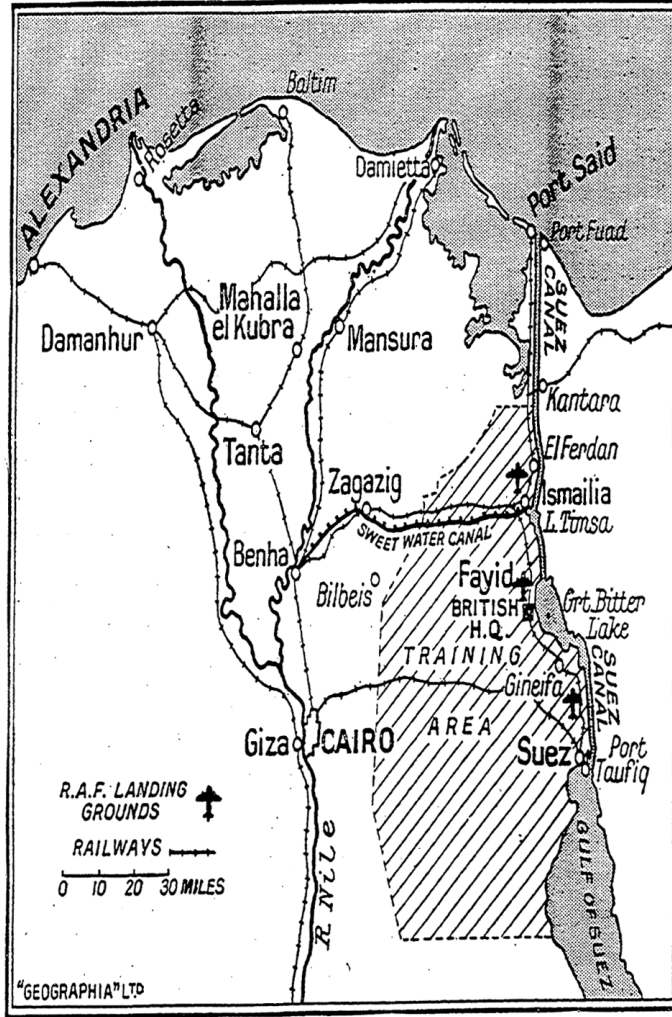 Baltim
ALEXANDRIA
Rosetta
Damietta
Port Said
Port Fuad
SUEZ
CANAL
Damanhur
Mahalla
el Kubra
Mansura
Kantara
Tanta
El Ferdan
Zagazig
Ismailia
L. Timsa
SWEET WATER CANAL
Benha
Bilbeis
Fayid
BRITISH
H.Q.
Grt. Bitter
Lake
TRAINING
Gineifa
SUEZ
CANAL
AREA
Giza
CAIRO
Suez
Port
Taufiq
R.A.F. LANDING
GROUNDS
RAILWAYS
0 10 20 30 MILES
R Nile
GULF OF SUEZ
"GEOGRAPHIA" LTD